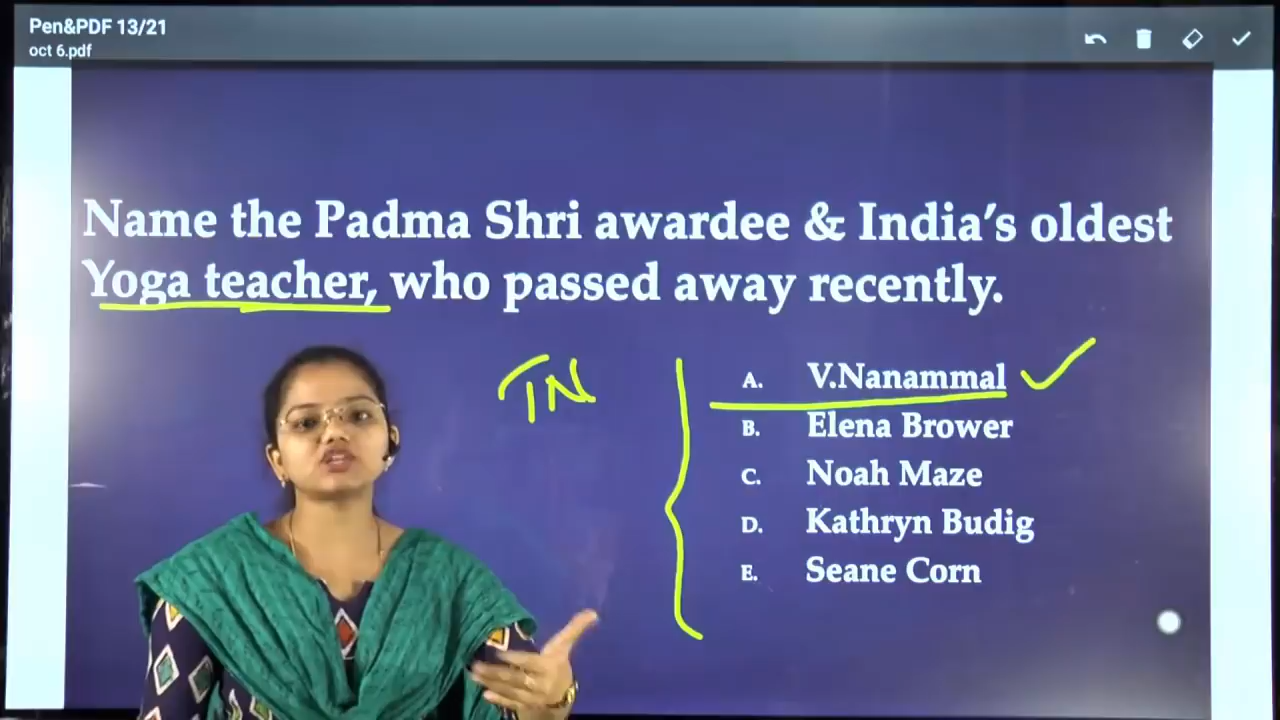 Pen&PDF 13/21
oct 6.pdf
Name the Padma Shri awardee & India's oldest
Yoga teacher, who passed away recently.
TN
A. V.Nanammal
B. Elena Brower
C. Noah Maze
D. Kathryn Budig
E. Seane Corn